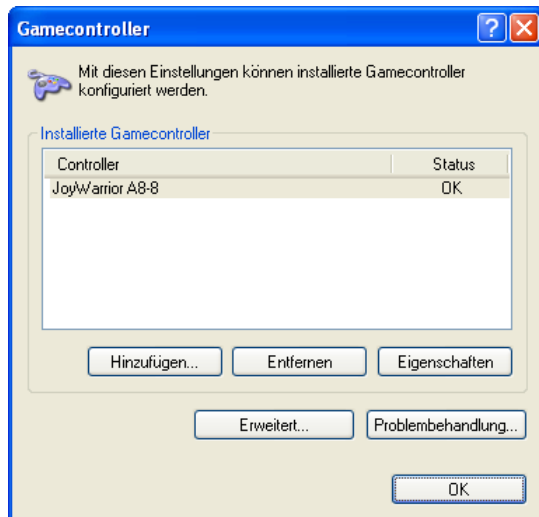 Gamecontroller
Mit diesen Einstellungen können installierte Gamecontroller
konfiguriert werden.
Installierte Gamecontroller
Controller Status
JoyWarrior A8-8 OK
Hinzufügen... Entfernen Eigenschaften
Erweitert... Problembehandlung...
OK